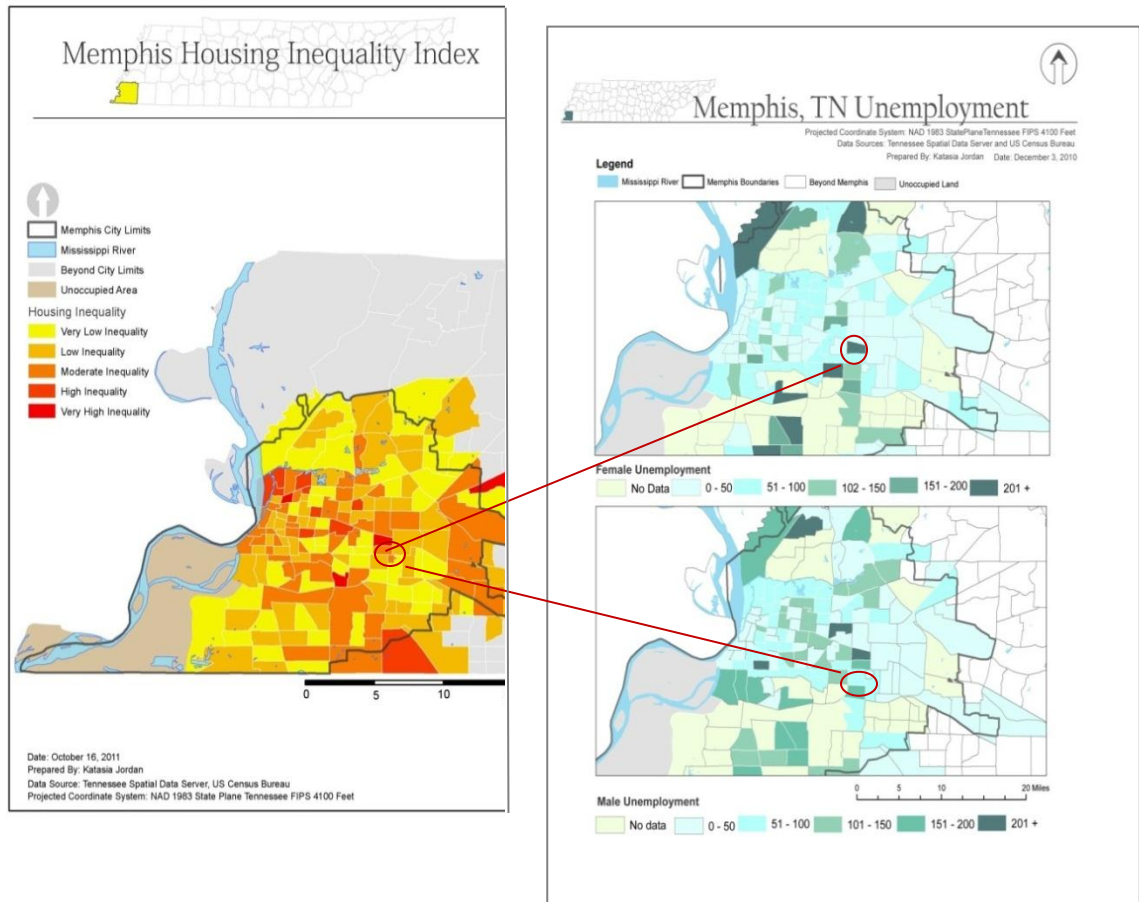 Memphis Housing Inequality Index
Memphis City Limits
Mississippi River
Beyond City Limits
Unoccupied Area
Housing Inequality
Very Low Inequality
Low Inequality
Moderate Inequality
High Inequality
Very High Inequality
0 5 10
Date: October 16, 2011
Prepared By: Katasia Jordan
Data Source: Tennessee Spatial Data Server, US Census Bureau
Projected Coordinate System: NAD 1983 State Plane Tennessee FIPS 4100 Feet
Memphis, TN Unemployment
Projected Coordinate System: NAD 1983 StatePlaneTennessee FIPS 4100 Feet
Data Sources: Tennessee Spatial Data Server and US Census Bureau
Prepared By: Katasia Jordan Date: December 3, 2010
Legend
Mississippi River Memphis Boundaries Beyond Memphis Unoccupied Land
Female Unemployment
No Data 0 - 50 51 - 100 102 - 150 151 - 200 201 +
0 5 10 20 Miles
Male Unemployment
No data 0 - 50 51 - 100 101 - 150 151 - 200 201 +